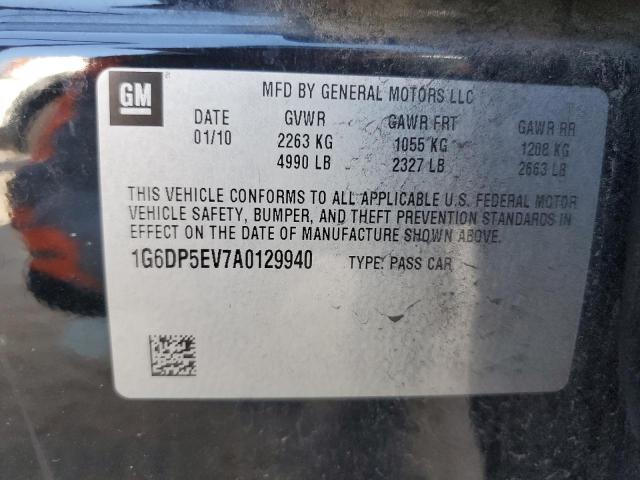 GM ®
MFD BY GENERAL MOTORS LLC
DATE GVWR GAWR FRT GAWR RR
01/10 2263 KG 1055 KG 1208 KG
4990 LB 2327 LB 2663 LB
THIS VEHICLE CONFORMS TO ALL APPLICABLE U.S. FEDERAL MOTOR
VEHICLE SAFETY, BUMPER, AND THEFT PREVENTION STANDARDS IN
EFFECT ON THE DATE OF MANUFACTURE SHOWN ABOVE.
1G6DP5EV7A0129940 TYPE: PASS CAR